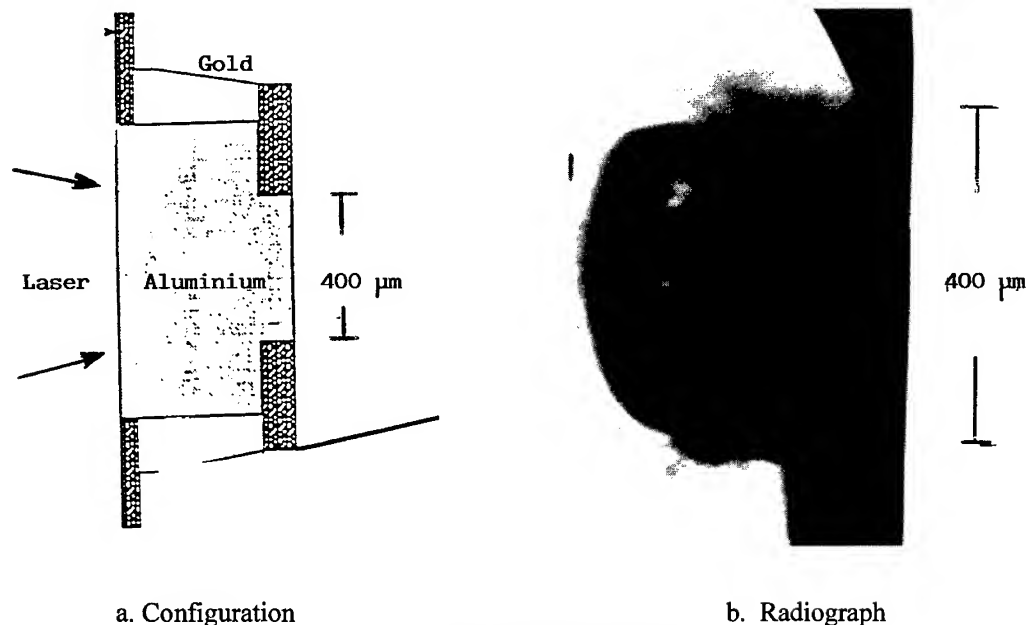 Gold
Laser
Aluminium
400 µm
400 µm
a. Configuration
b. Radiograph